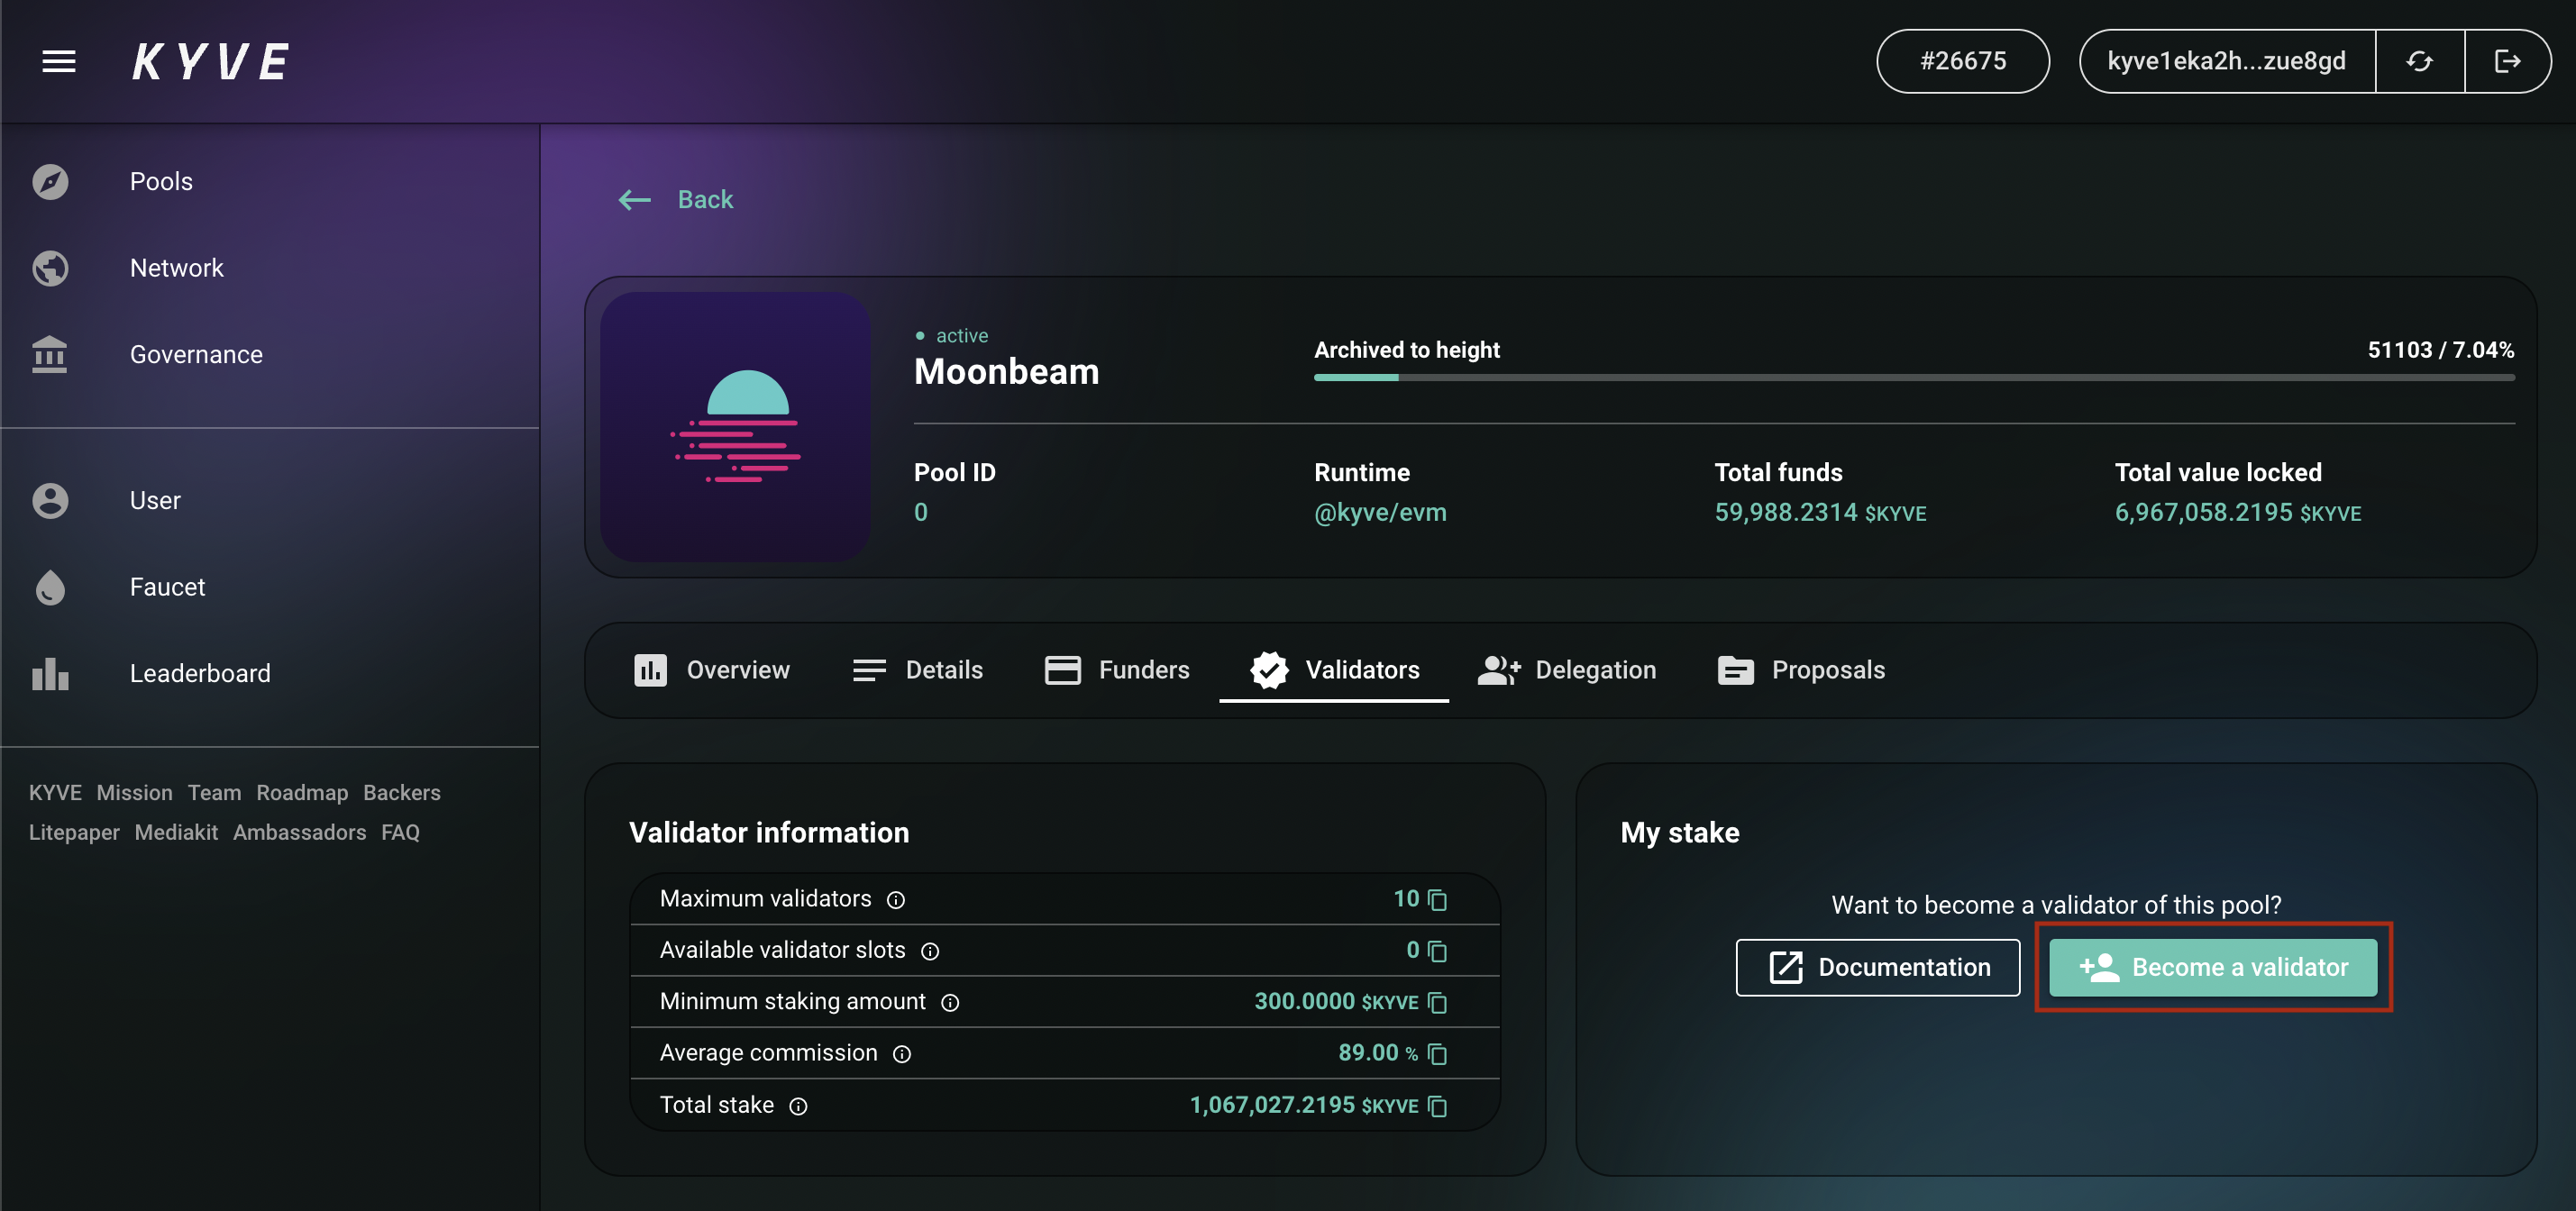 KYVE
#26675
kyve1eka2h...zue8gd
Pools
Network
Governance
User
Faucet
Leaderboard
KYVE Mission Team Roadmap Backers
Litepaper Mediakit Ambassadors FAQ
Back
active
Moonbeam
Archived to height
51103 / 7.04%
Pool ID
0
Runtime
@kyve/evm
Total funds
59,988.2314 $KYVE
Total value locked
6,967,058.2195 $KYVE
Overview
Details
Funders
Validators
Delegation
Proposals
Validator information
Maximum validators 10
Available validator slots 0
Minimum staking amount 300.0000 $KYVE
Average commission 89.00 %
Total stake 1,067,027.2195 $KYVE
My stake
Want to become a validator of this pool?
Documentation
Become a validator